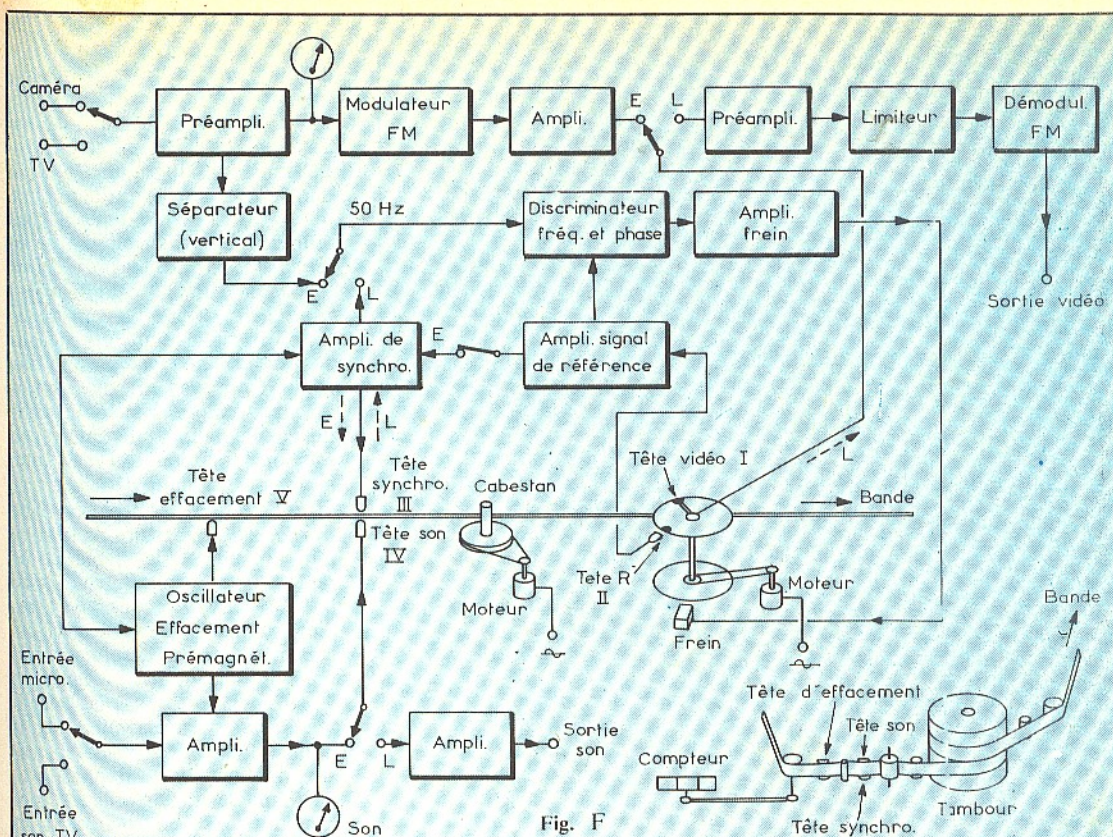 Caméra
TV
Préampli.
Modulateur
FM
Ampli.
E
L
Préampli.
Limiteur
Démodul.
FM
Séparateur
(vertical)
50 Hz
Discriminateur
fréq. et phase
Ampli.
frein
Sortie vidéo
E
L
Ampli. de
synchro.
E
Ampli. signal
de référence
E
L
Tête
effacement V
Tête
synchro.
III
Cabestan
Tête vidéo I
L
Bande
Tête son
IV
Tete R
II
Moteur
Moteur
Frein
Oscillateur
Effacement
Prémagnét.
Entrée
micro.
Ampli.
E
L
Ampli.
Sortie
son
Son
Entrée
son TV
Fig. F
Bande
Tête d'effacement
Tête son
Compteur
Tambour
Tête synchro.